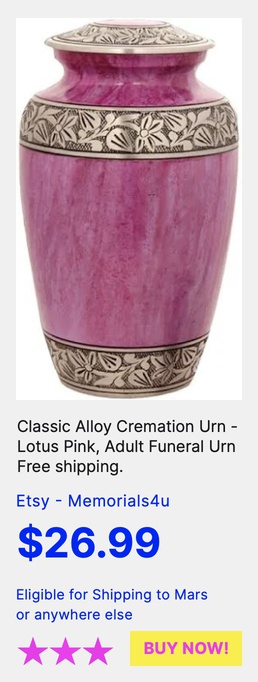 Classic Alloy Cremation Urn -
Lotus Pink, Adult Funeral Urn
Free shipping.
Etsy - Memorials4u
$26.99
Eligible for Shipping to Mars
or anywhere else
BUY NOW!